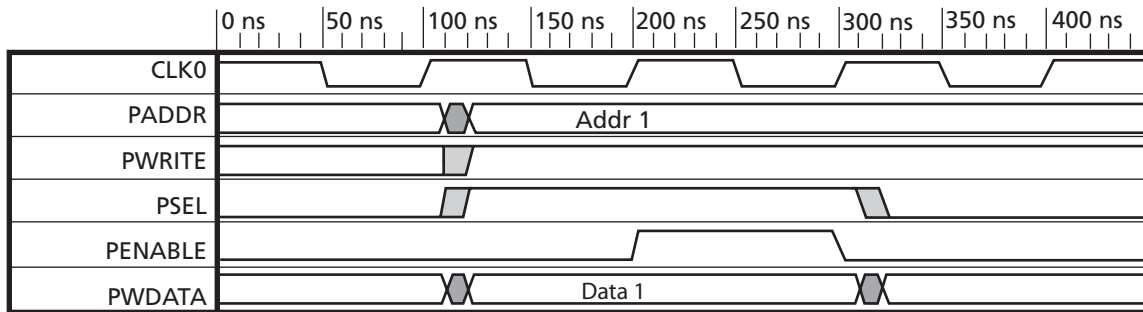 0 ns 50 ns 100 ns 150 ns 200 ns 250 ns 300 ns 350 ns 400 ns
CLK0
PADDR Addr 1
PWRITE
PSEL
PENABLE
PWDATA Data 1